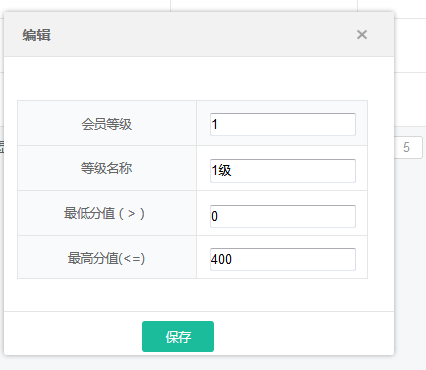 编辑
×
会员等级 1
等级名称 1级
5
最低分值 ( > ) 0
最高分值(<=) 400
保存